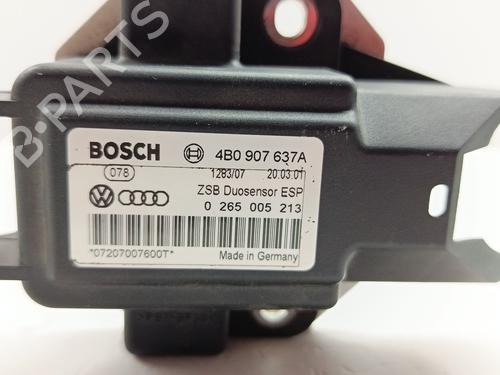 B-PARTS
BOSCH 4B0 907 637A
078 1283/07 20.03.01
ZSB Duosensor ESP
0 265 005 213
*07207007600T* Made in Germany